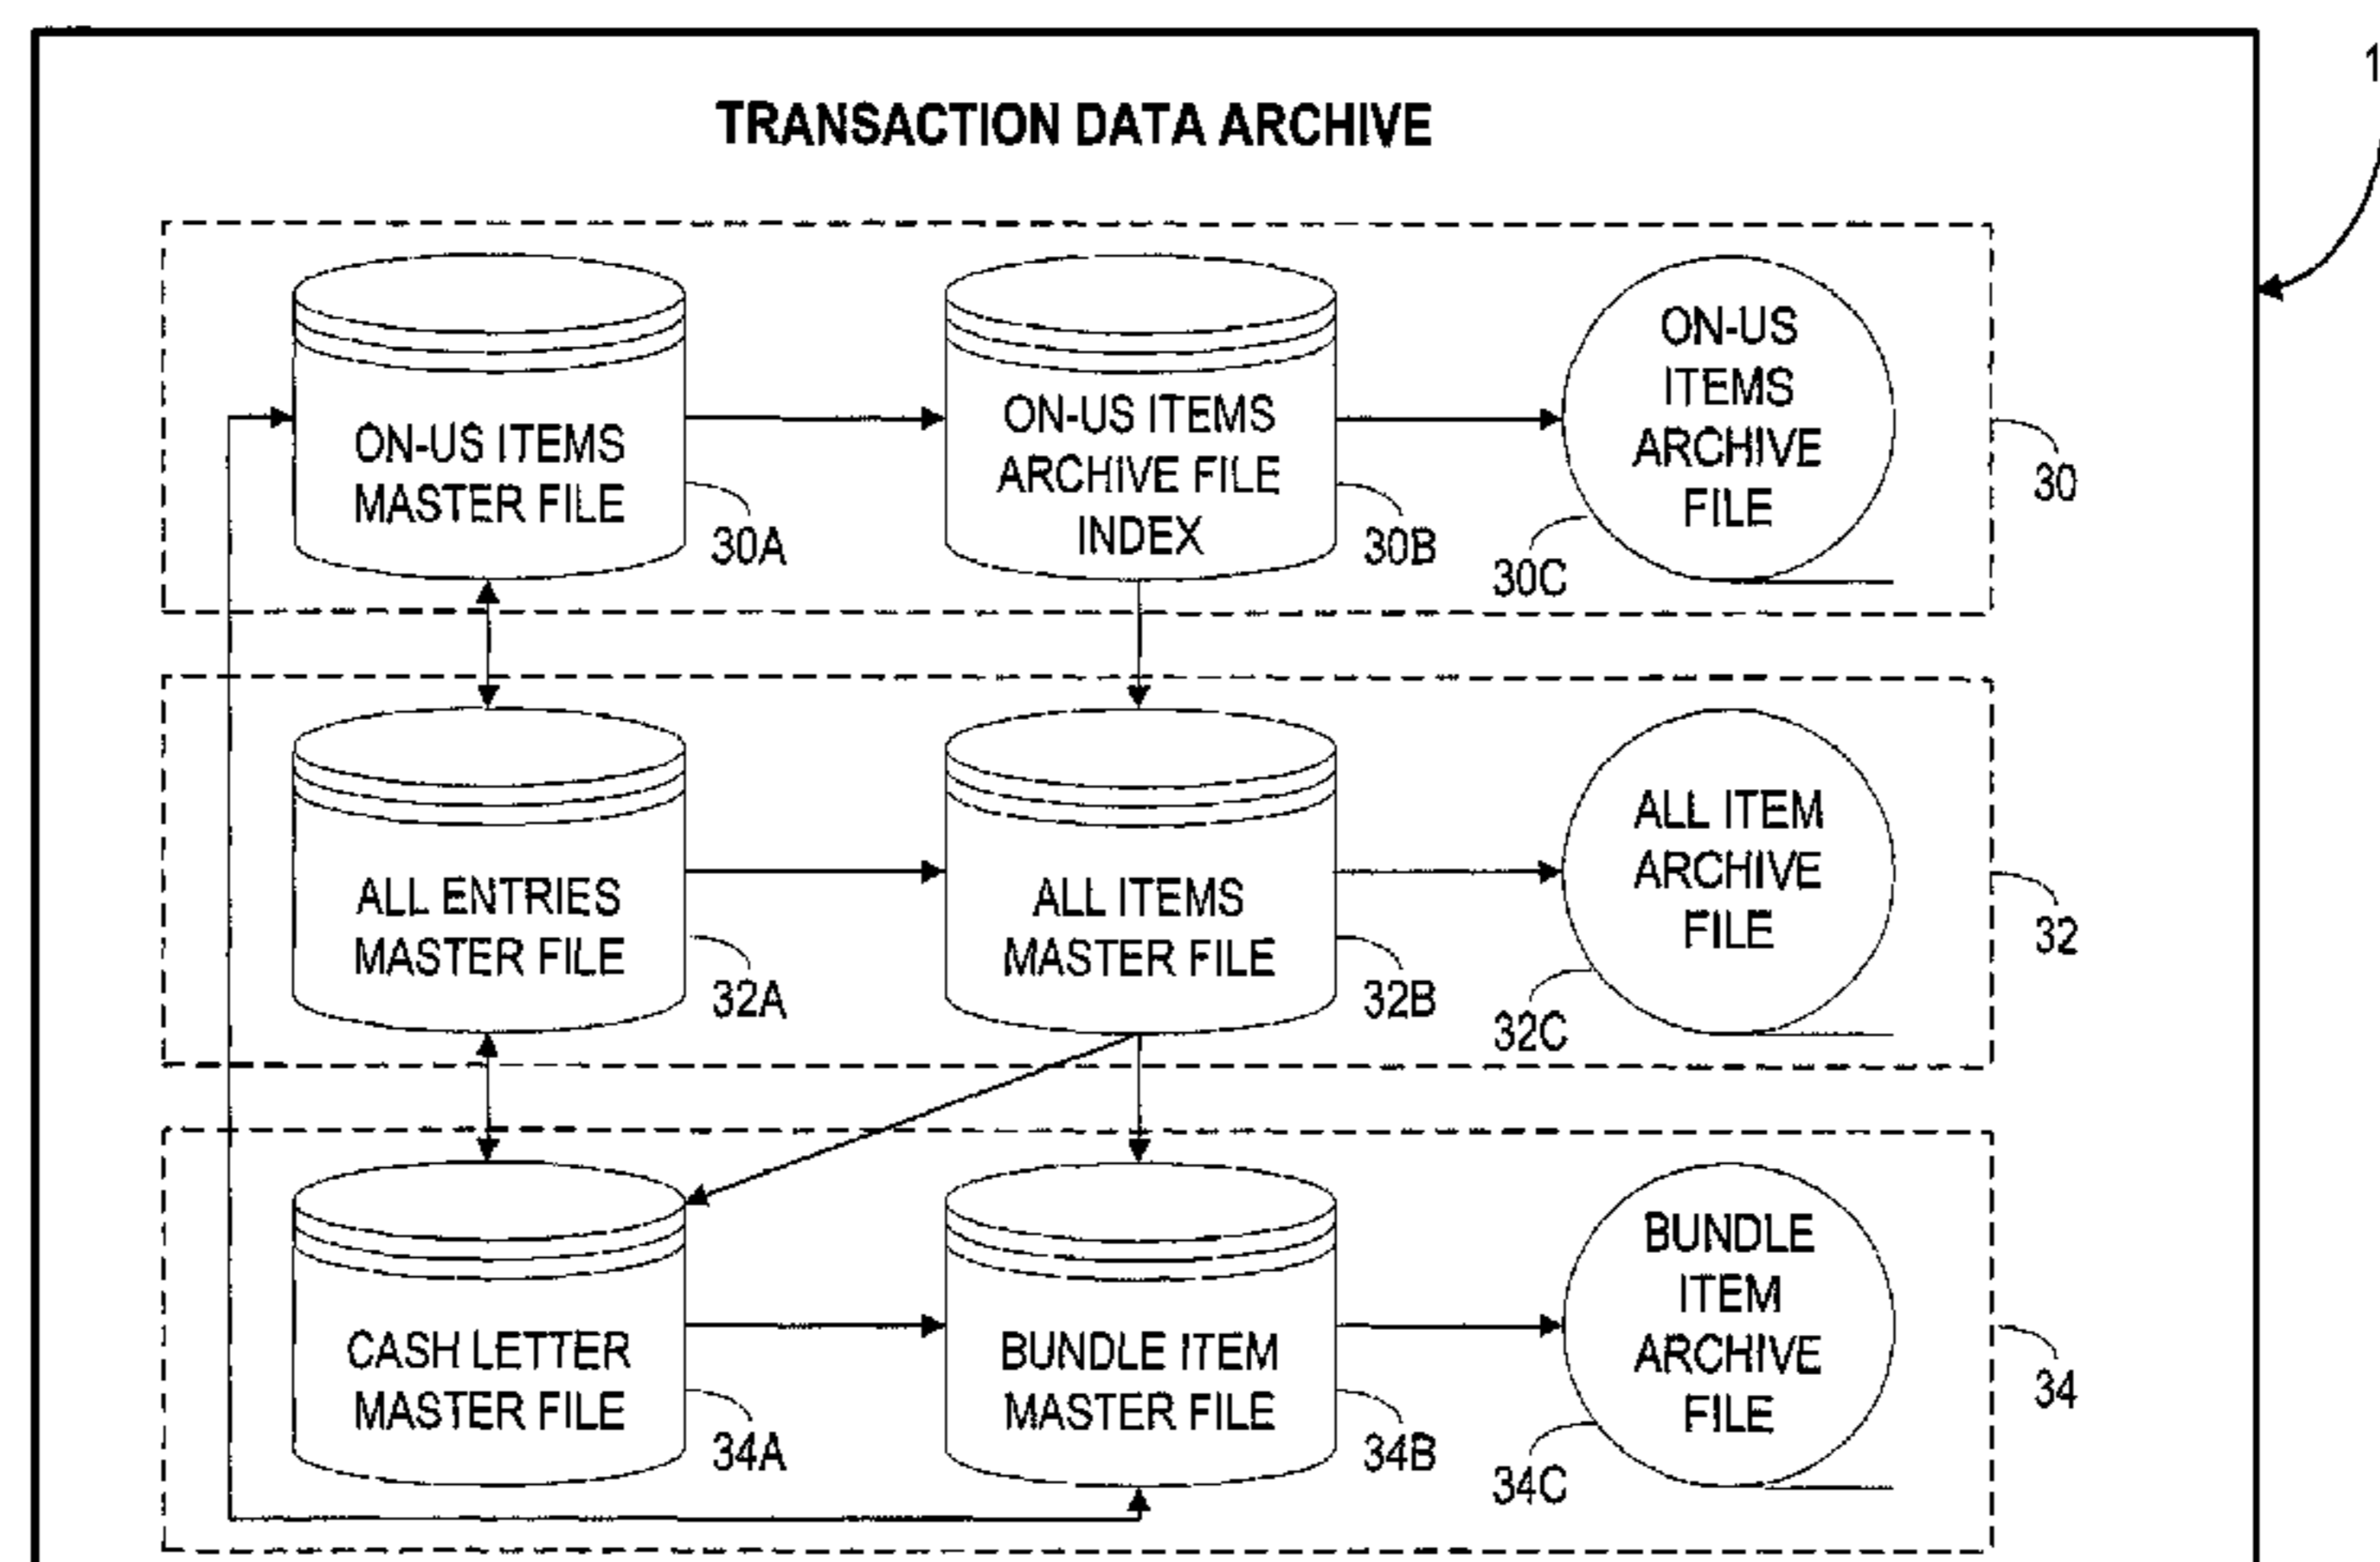 1
TRANSACTION DATA ARCHIVE
ON-US ITEMS
MASTER FILE
30A
ON-US ITEMS
ARCHIVE FILE
INDEX
30B
ON-US
ITEMS
ARCHIVE
FILE
30C
30
ALL ENTRIES
MASTER FILE
32A
ALL ITEMS
MASTER FILE
32B
ALL ITEM
ARCHIVE
FILE
32C
32
CASH LETTER
MASTER FILE
34A
BUNDLE ITEM
MASTER FILE
34B
BUNDLE
ITEM
ARCHIVE
FILE
34C
34